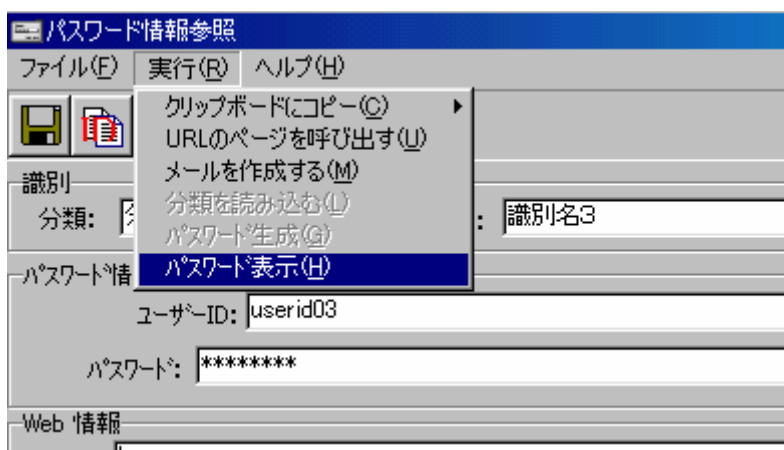 パスワード情報参照
ファイル(F) 実行(R) ヘルプ(H)
クリップボードにコピー(C)
URLのページを呼び出す(U)
メールを作成する(M)
分類を読み込む(L)
パスワード生成(G)
パスワード表示(H)
識別
分類:
: 識別名3
パスワード情
ユーザーID: userid03
パスワード: ********
Web 情報